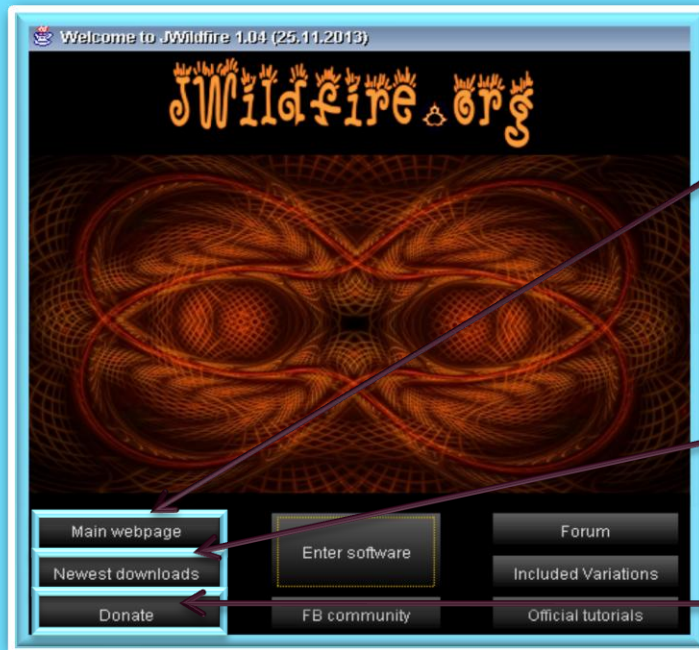 Welcome to JWildfire 1.04 (25.11.2013)
JWildfire.org
Main webpage
Newest downloads
Donate
Enter software
FB community
Forum
Included Variations
Official tutorials